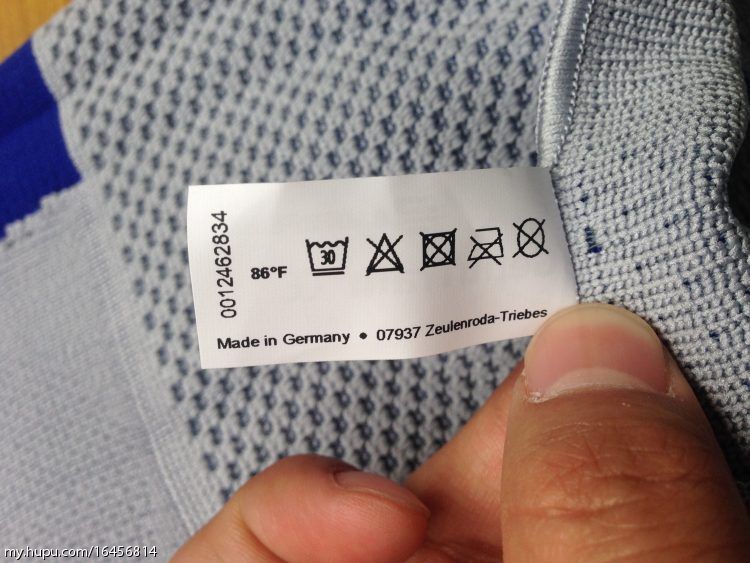 0012462834
86°F
30
Made in Germany • 07937 Zeulenroda-Triebes
my.hupu.com/16456814